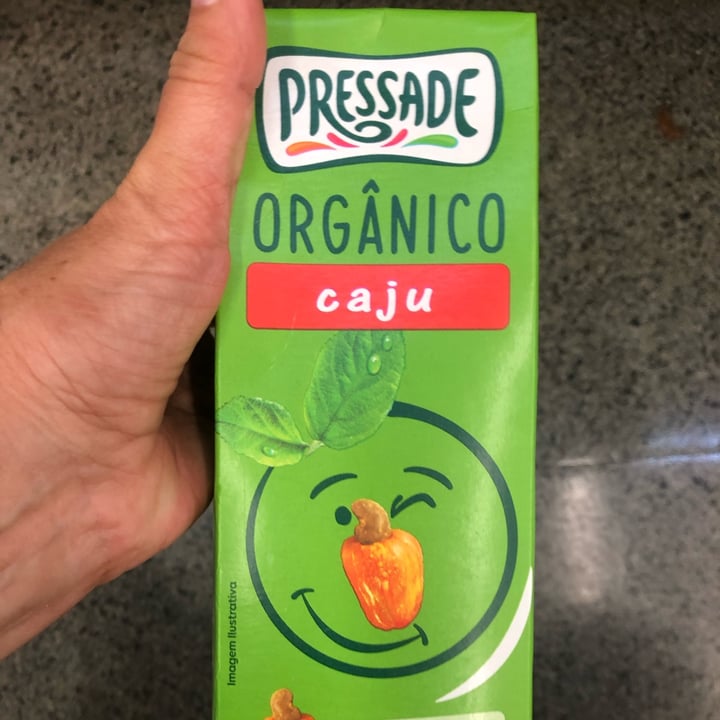 PRESSADE
ORGÂNICO
caju
Imagem Ilustrativa